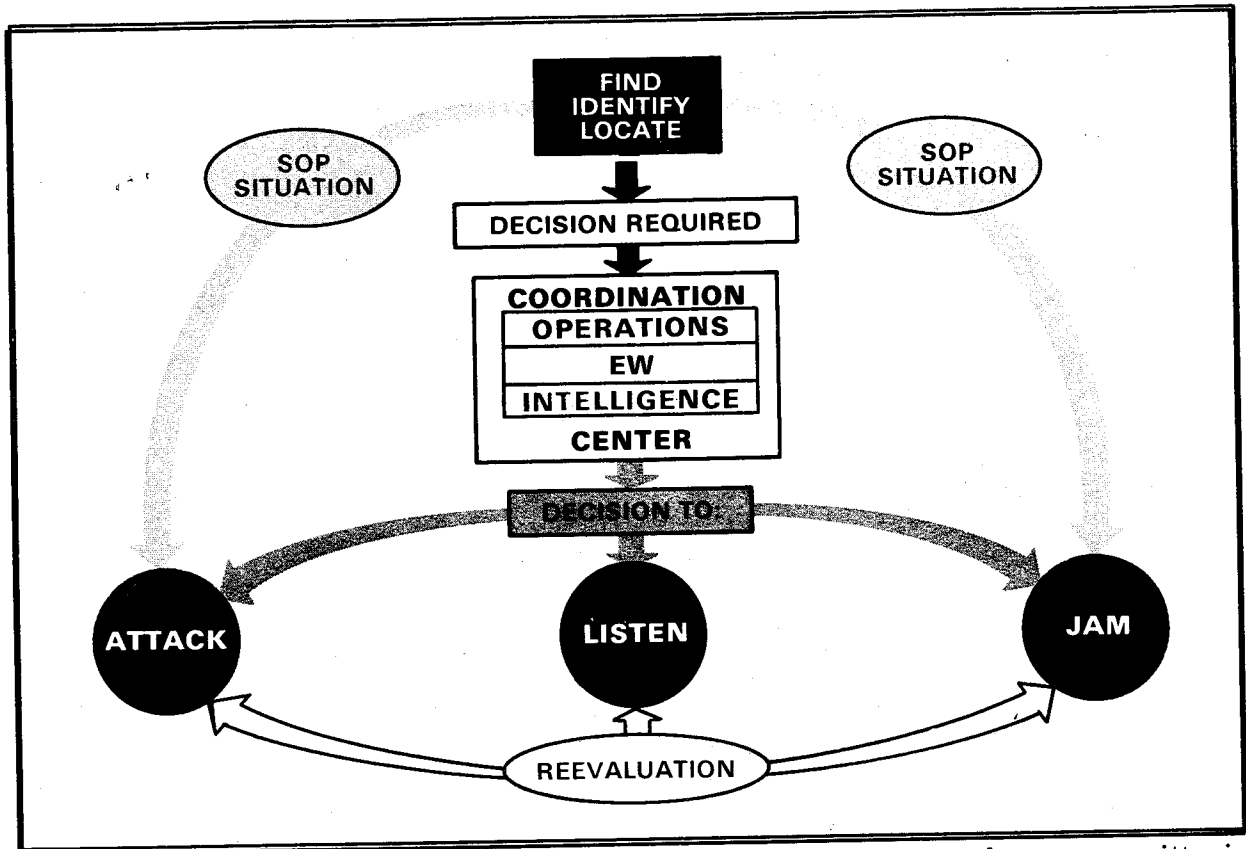 FIND
IDENTIFY
LOCATE
SOP
SITUATION
SOP
SITUATION
DECISION REQUIRED
COORDINATION
OPERATIONS
EW
INTELLIGENCE
CENTER
DECISION TO:
ATTACK
LISTEN
JAM
REEVALUATION